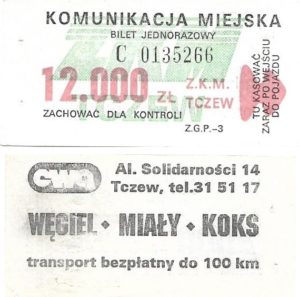 KOMUNIKACJA MIEJSKA
BILET JEDNORAZOWY
C 0135266
12.000 ZŁ
Z.K.M.
TCZEW
ZACHOWAĆ DLA KONTROLI
Z.G.P.-3
TU KASOWAĆ
ZARAZ PO WEJŚCIU
DO POJAZDU
CWA
Al. Solidarności 14
Tczew, tel. 31 51 17
WĘGIEL • MIAŁY • KOKS
transport bezpłatny do 100 km